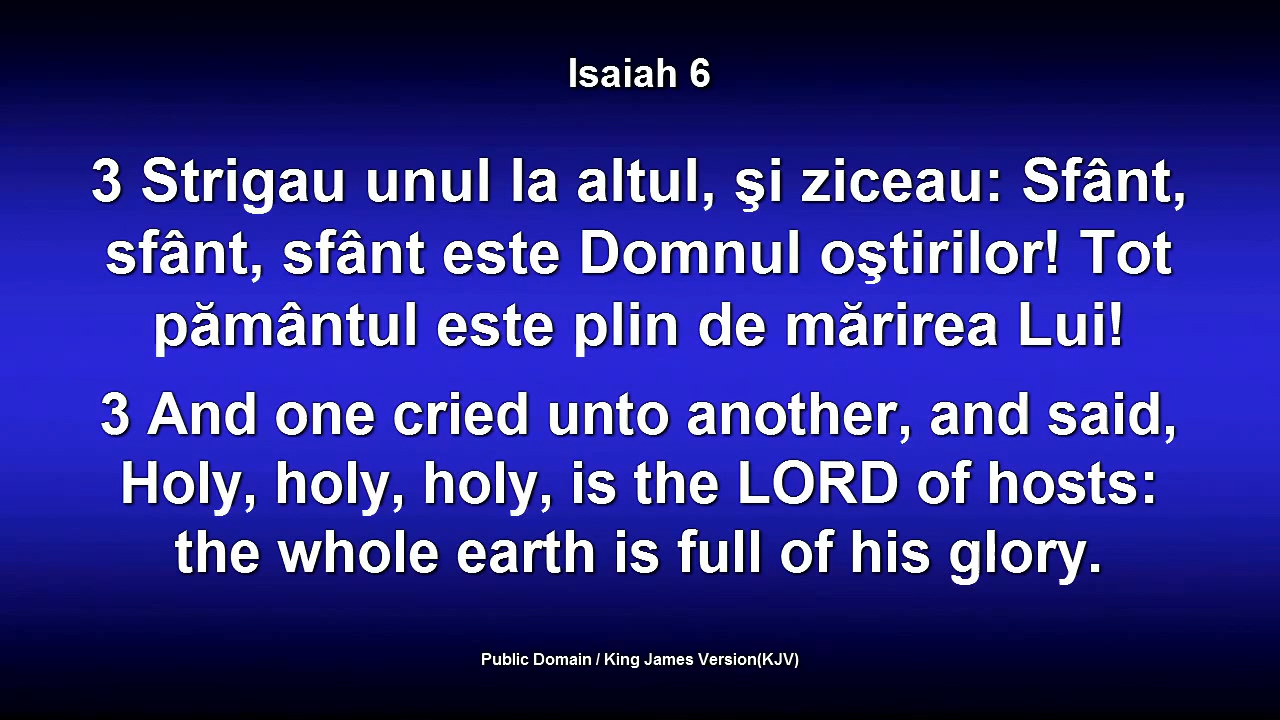 Isaiah 6
3 Strigau unul la altul, şi ziceau: Sfânt,
sfânt, sfânt este Domnul oştirilor! Tot
pământul este plin de mărirea Lui!
3 And one cried unto another, and said,
Holy, holy, holy, is the LORD of hosts:
the whole earth is full of his glory.
Public Domain / King James Version(KJV)